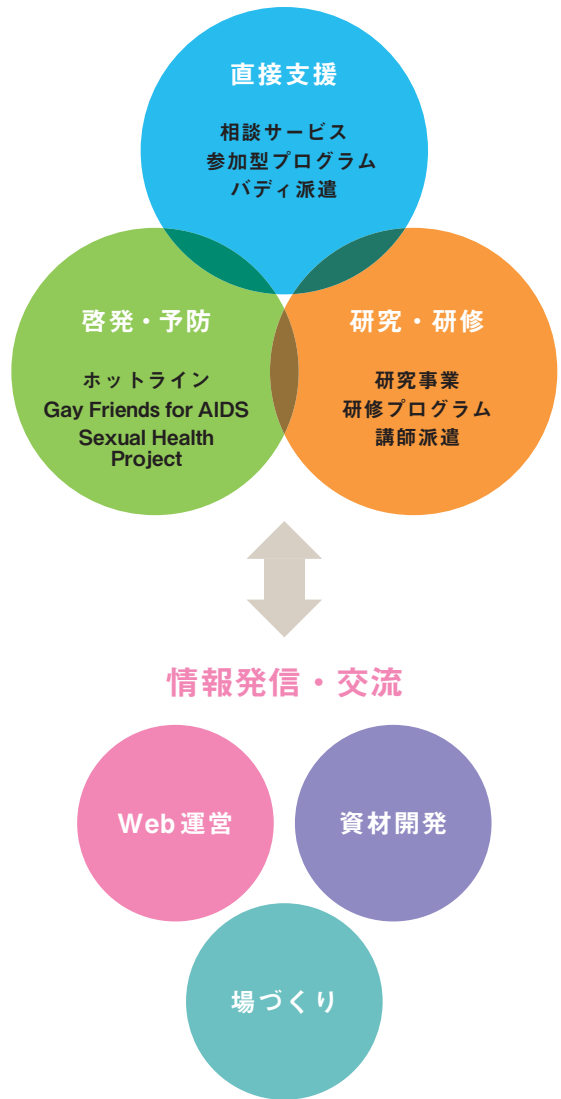 直接支援
相談サービス
参加型プログラム
バディ派遣
啓発・予防
ホットライン
Gay Friends for AIDS
Sexual Health
Project
研究・研修
研究事業
研修プログラム
講師派遣
情報発信・交流
Web運営
資材開発
場づくり